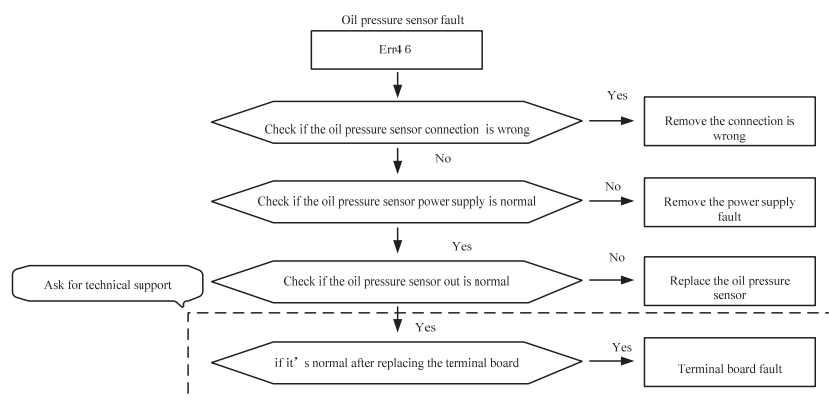 Oil pressure sensor fault
Err46
Yes
Check if the oil pressure sensor connection is wrong
Remove the connection is
wrong
No
No
Check if the oil pressure sensor power supply is normal
Remove the power supply
fault
Yes
No
Ask for technical support
Check if the oil pressure sensor out is normal
Replace the oil pressure
sensor
Yes
Yes
if it's normal after replacing the terminal board
Terminal board fault